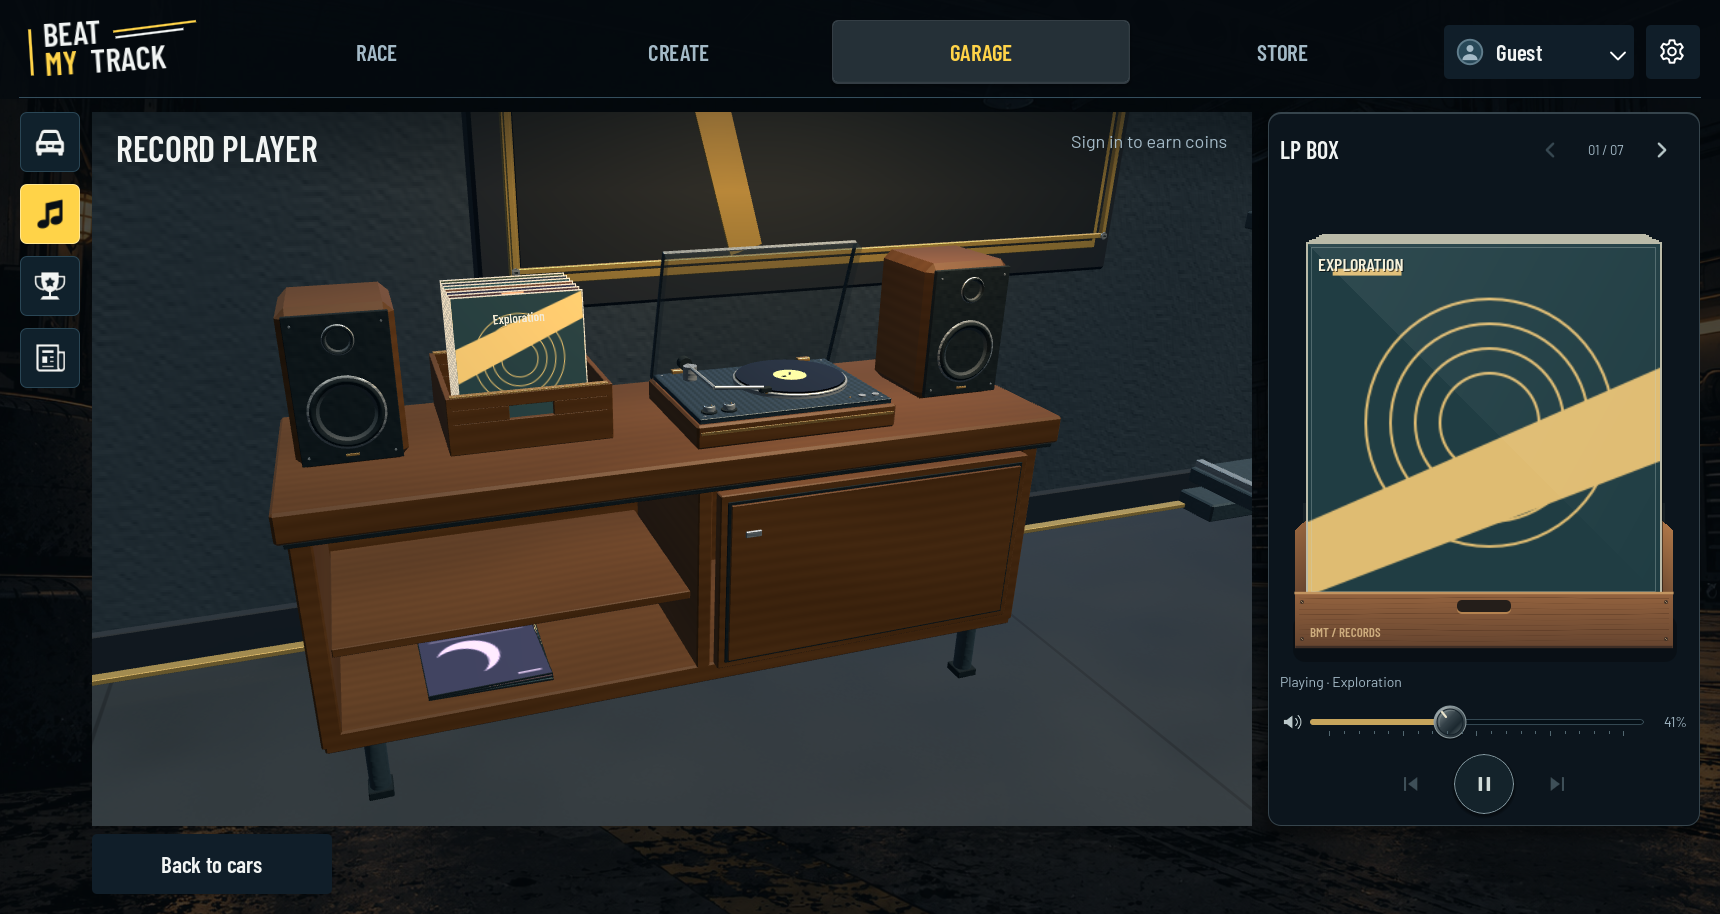 BEAT
MY TRACK
RACE
CREATE
GARAGE
STORE
Guest
RECORD PLAYER
Sign in to earn coins
Exploration
LP BOX
01 / 07
EXPLORATION
BMT / RECORDS
Playing · Exploration
41%
Back to cars